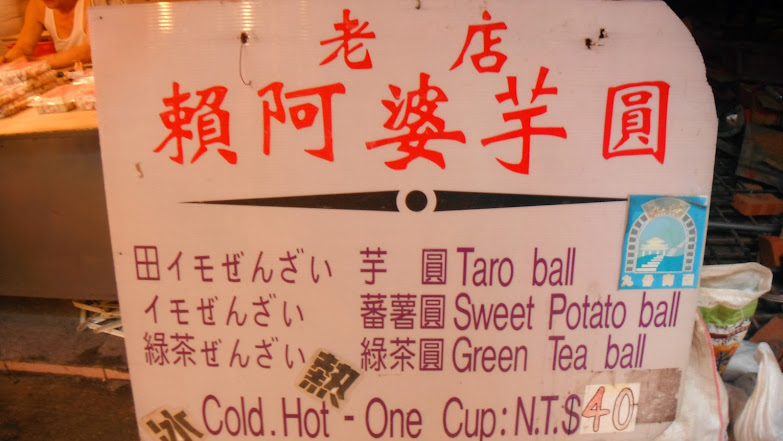 老店
賴阿婆芋圓
田イモぜんざい 芋圓 Taro ball
イモぜんざい 蕃薯圓 Sweet Potato ball
緑茶ぜんざい 綠茶圓 Green Tea ball
熱
冰 Cold. Hot - One Cup: N.T.$40